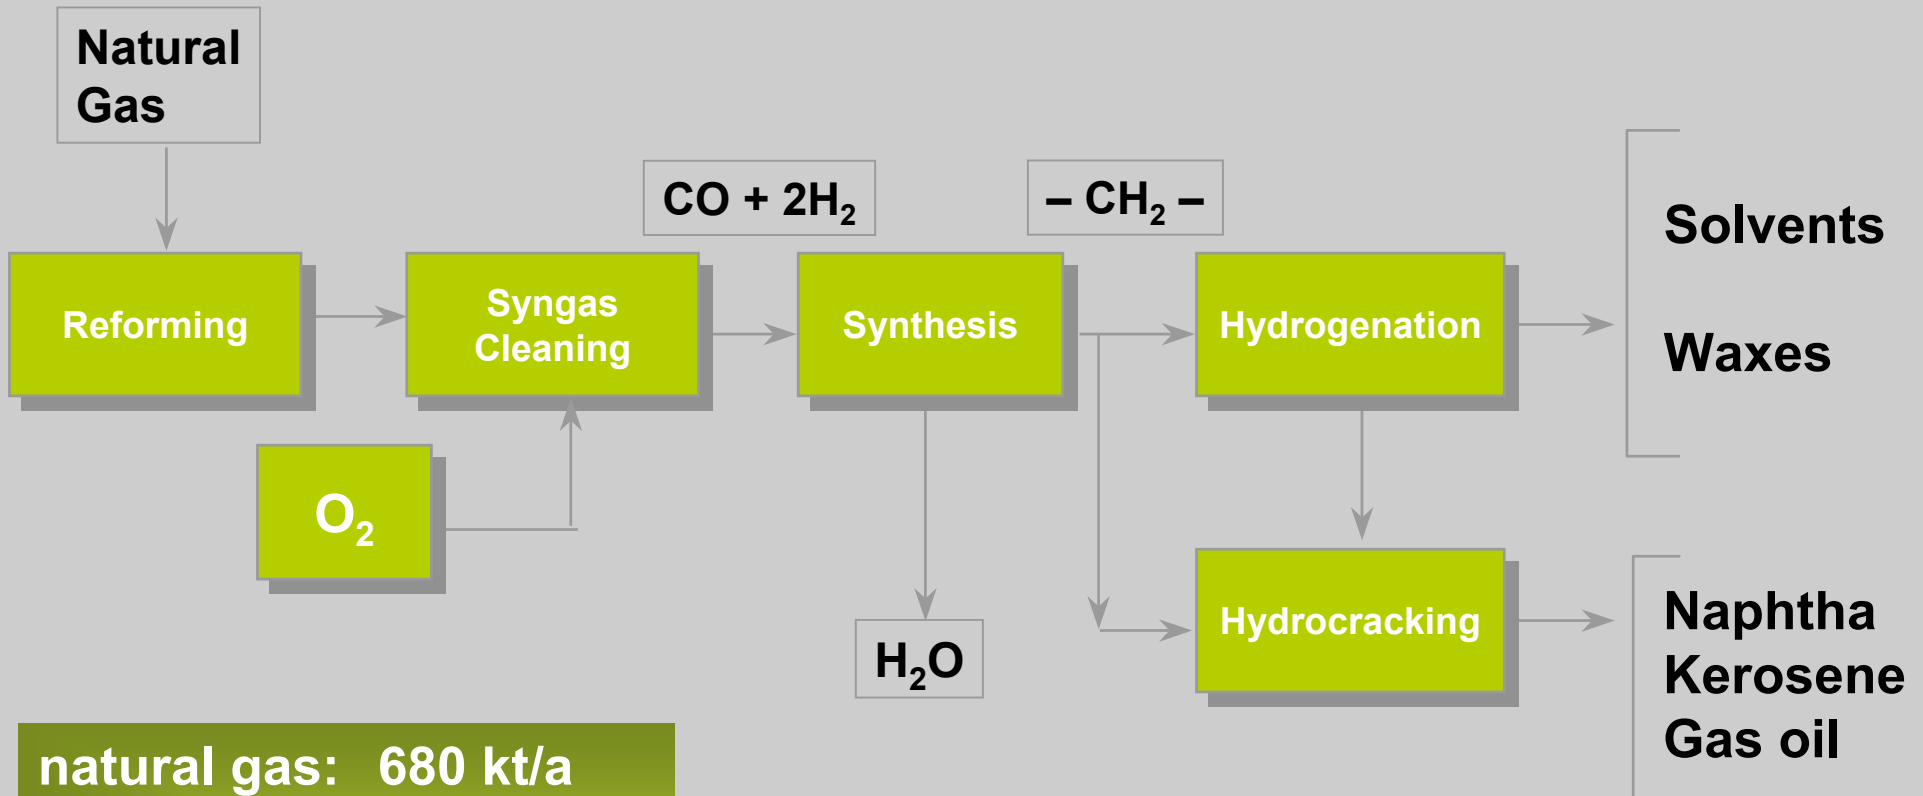 Natural
Gas
CO + 2H₂
– CH₂ –
Solvents
Waxes
Reforming
Syngas
Cleaning
Synthesis
Hydrogenation
O₂
H₂O
Hydrocracking
Naphtha
Kerosene
Gas oil
natural gas: 680 kt/a